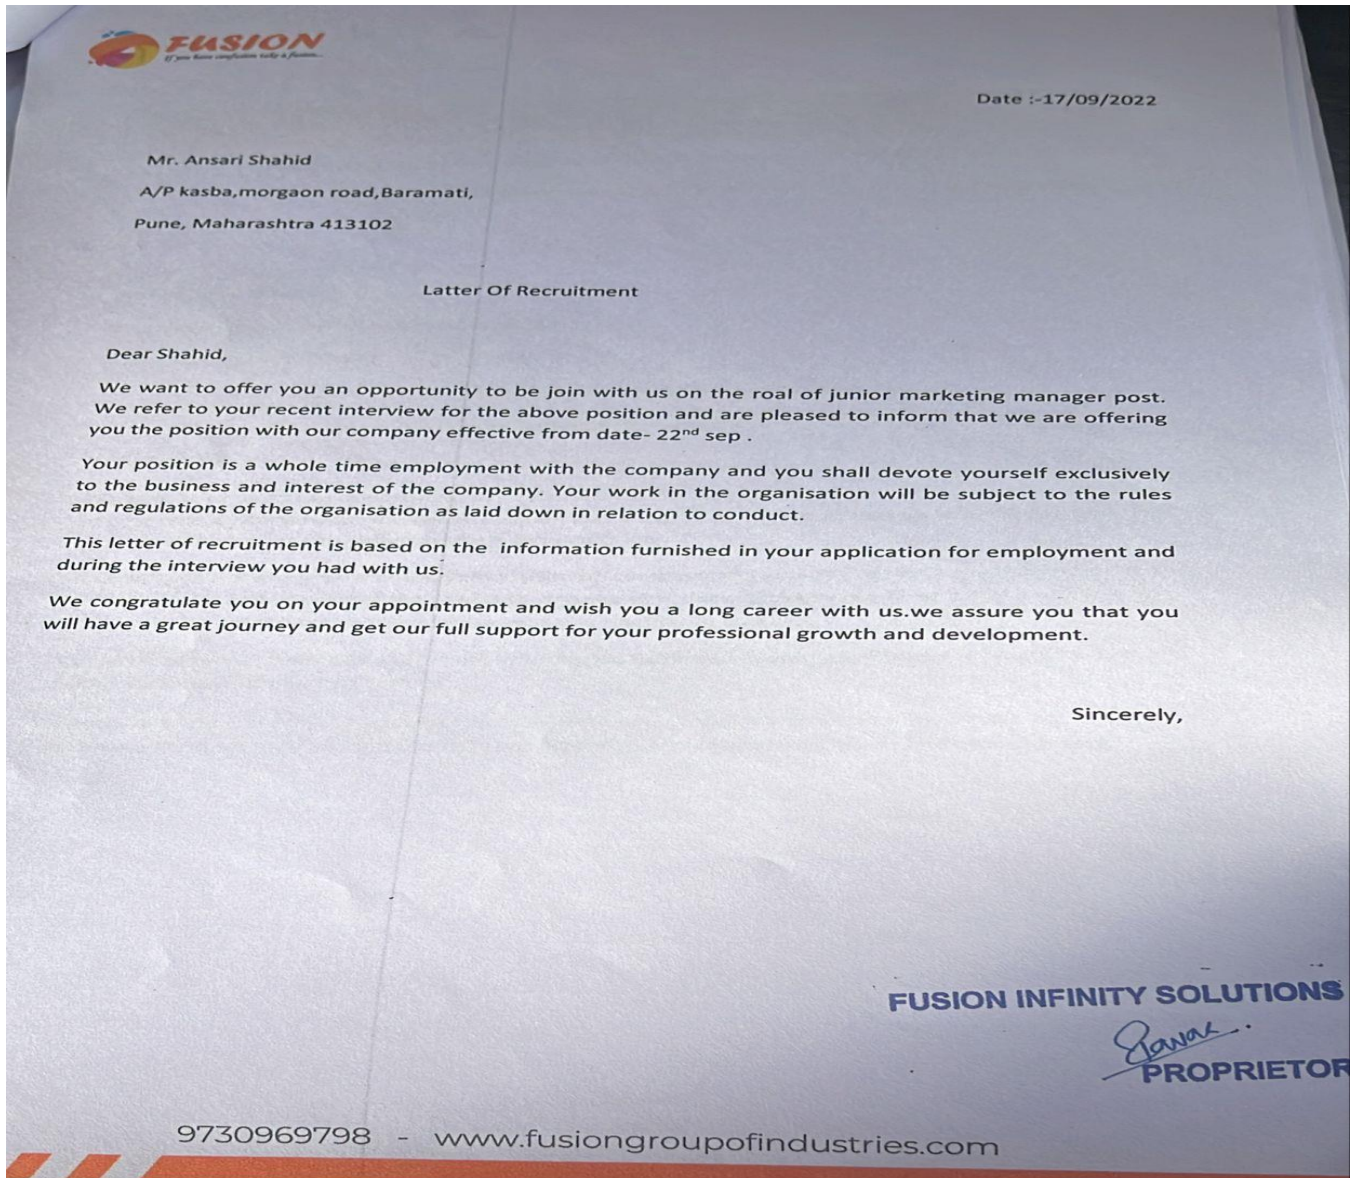 FUSION
If you have confusion take a fusion...
Date :-17/09/2022
Mr. Ansari Shahid
A/P kasba,morgaon road,Baramati,
Pune, Maharashtra 413102
Latter Of Recruitment
Dear Shahid,
We want to offer you an opportunity to be join with us on the roal of junior marketing manager post.
We refer to your recent interview for the above position and are pleased to inform that we are offering
you the position with our company effective from date- 22nd sep .
Your position is a whole time employment with the company and you shall devote yourself exclusively
to the business and interest of the company. Your work in the organisation will be subject to the rules
and regulations of the organisation as laid down in relation to conduct.
This letter of recruitment is based on the information furnished in your application for employment and
during the interview you had with us.
We congratulate you on your appointment and wish you a long career with us.we assure you that you
will have a great journey and get our full support for your professional growth and development.
Sincerely,
FUSION INFINITY SOLUTIONS
PROPRIETOR
9730969798 - www.fusiongroupofindustries.com